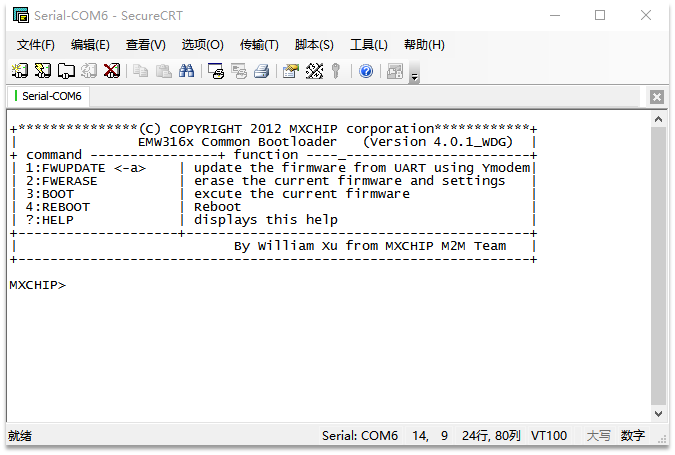 Serial-COM6 - SecureCRT
文件(F) 编辑(E) 查看(V) 选项(O) 传输(T) 脚本(S) 工具(L) 帮助(H)
Serial-COM6
+***************(C) COPYRIGHT 2012 MXCHIP corporation************+
|               EMW316x Common Bootloader   (Version 4.0.1_WDG)  |
+ command ----------------+ function ----_-----------------------+
| 1:FWUPDATE <-a>    | update the firmware from UART using Ymodem|
| 2:FWERASE          | erase the current firmware and settings   |
| 3:BOOT             | excute the current firmware               |
| 4:REBOOT           | Reboot                                    |
| ?:HELP             | displays this help                        |
+--------------------+-------------------------------------------+
|                           By William Xu from MXCHIP M2M Team   |
+----------------------------------------------------------------+
MXCHIP>
就绪 Serial: COM6 14, 9 24行, 80列 VT100 大写 数字